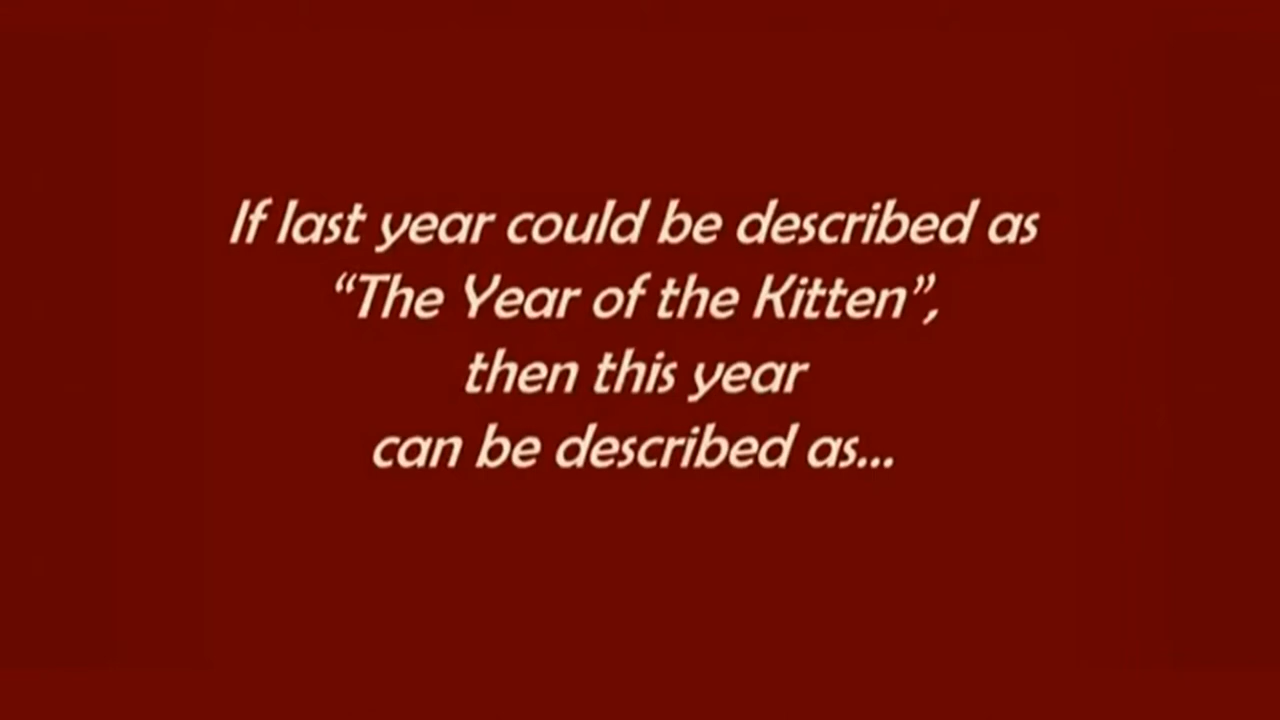 If last year could be described as
“The Year of the Kitten”,
then this year
can be described as...